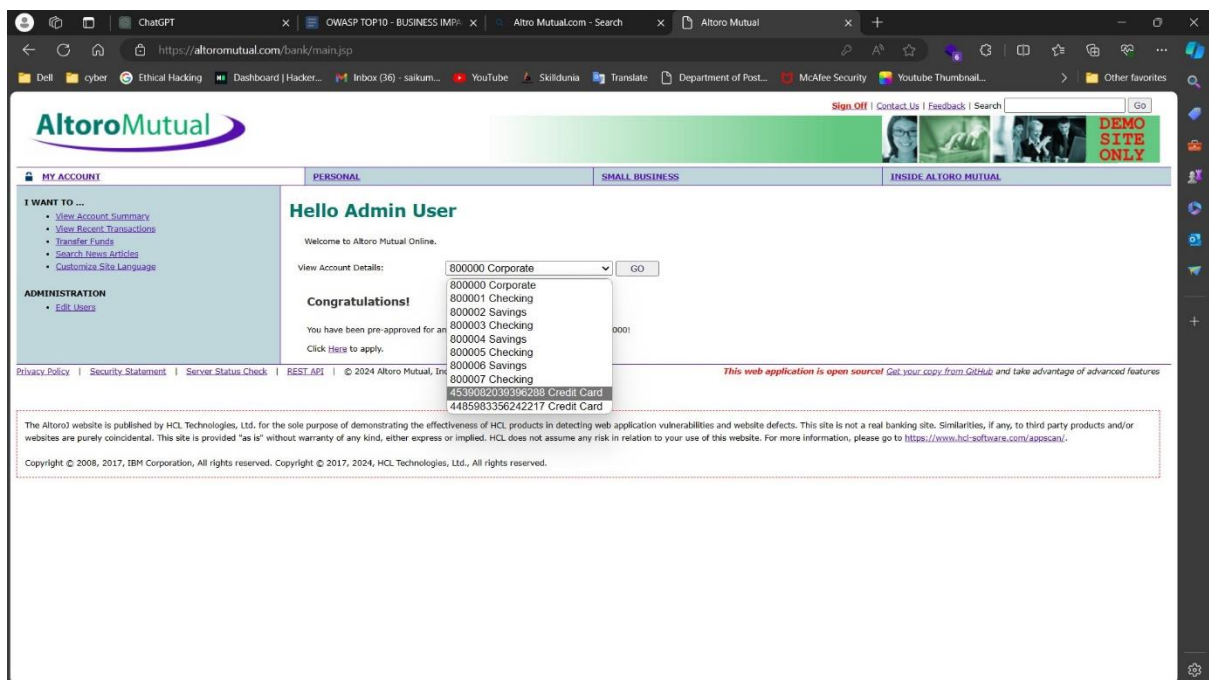 ChatGPT
OWASP TOP10 - BUSINESS IMPA
Altro Mutual.com - Search
Altoro Mutual
https://altoromutual.com/bank/main.jsp
Dell
cyber
Ethical Hacking
Dashboard | Hacker...
Inbox (36) - saikum...
YouTube
Skilldunia
Translate
Department of Post...
McAfee Security
Youtube Thumbnail...
Other favorites
AltoroMutual
Sign Off | Contact Us | Feedback | Search
Go
DEMO
SITE
ONLY
MY ACCOUNT
PERSONAL
SMALL BUSINESS
INSIDE ALTORO MUTUAL
I WANT TO ...
View Account Summary
View Recent Transactions
Transfer Funds
Search News Articles
Customize Site Language
ADMINISTRATION
Edit Users
Hello Admin User
Welcome to Altoro Mutual Online.
View Account Details:
800000 Corporate
GO
800000 Corporate
800001 Checking
800002 Savings
800003 Checking
800004 Savings
800005 Checking
800006 Savings
800007 Checking
4539082039396288 Credit Card
4485983356242217 Credit Card
Congratulations!
You have been pre-approved for an
000!
Click Here to apply.
Privacy Policy | Security Statement | Server Status Check | REST API | © 2024 Altoro Mutual, Inc
This web application is open source! Get your copy from GitHub and take advantage of advanced features
The AltoroJ website is published by HCL Technologies, Ltd. for the sole purpose of demonstrating the effectiveness of HCL products in detecting web application vulnerabilities and website defects. This site is not a real banking site. Similarities, if any, to third party products and/or
websites are purely coincidental. This site is provided "as is" without warranty of any kind, either express or implied. HCL does not assume any risk in relation to your use of this website. For more information, please go to https://www.hcl-software.com/appscan/.
Copyright © 2008, 2017, IBM Corporation, All rights reserved. Copyright © 2017, 2024, HCL Technologies, Ltd., All rights reserved.